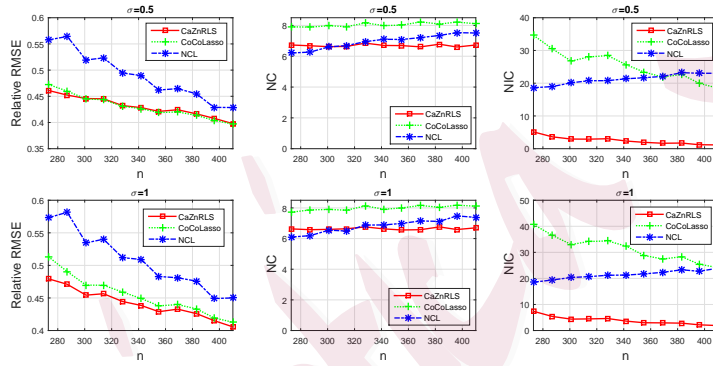 σ=0.5
Relative RMSE
0.6
0.55
0.5
0.45
0.4
0.35
CaZnRLS
CoCoLasso
NCL
280 300 320 340 360 380 400
n
σ=0.5
NC
8
6
4
2
0
CaZnRLS
CoCoLasso
NCL
280 300 320 340 360 380 400
n
σ=0.5
NIC
40
30
20
10
0
CaZnRLS
CoCoLasso
NCL
280 300 320 340 360 380 400
n
σ=1
Relative RMSE
0.6
0.55
0.5
0.45
0.4
CaZnRLS
CoCoLasso
NCL
280 300 320 340 360 380 400
n
σ=1
NC
8
6
4
2
0
CaZnRLS
CoCoLasso
NCL
280 300 320 340 360 380 400
n
σ=1
NIC
50
40
30
20
10
0
CaZnRLS
CoCoLasso
NCL
280 300 320 340 360 380 400
n